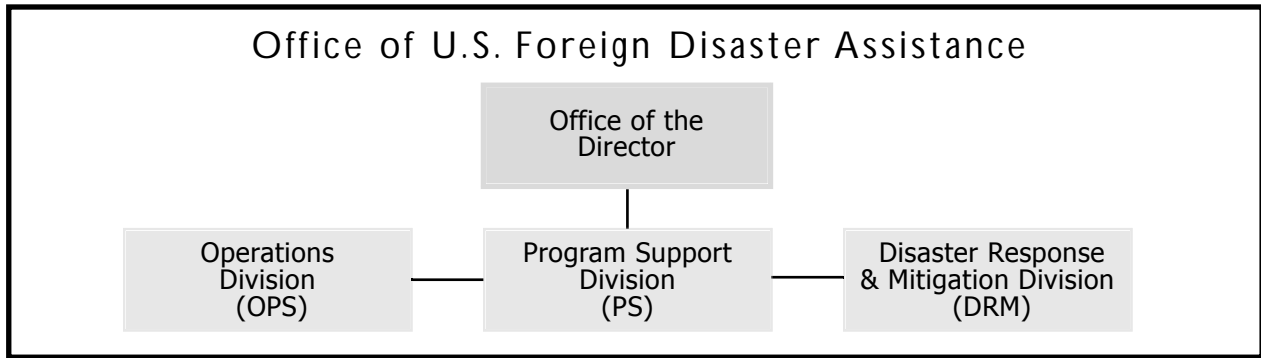 Office of U.S. Foreign Disaster Assistance
Office of the
Director
Operations
Division
(OPS)
Program Support
Division
(PS)
Disaster Response
& Mitigation Division
(DRM)